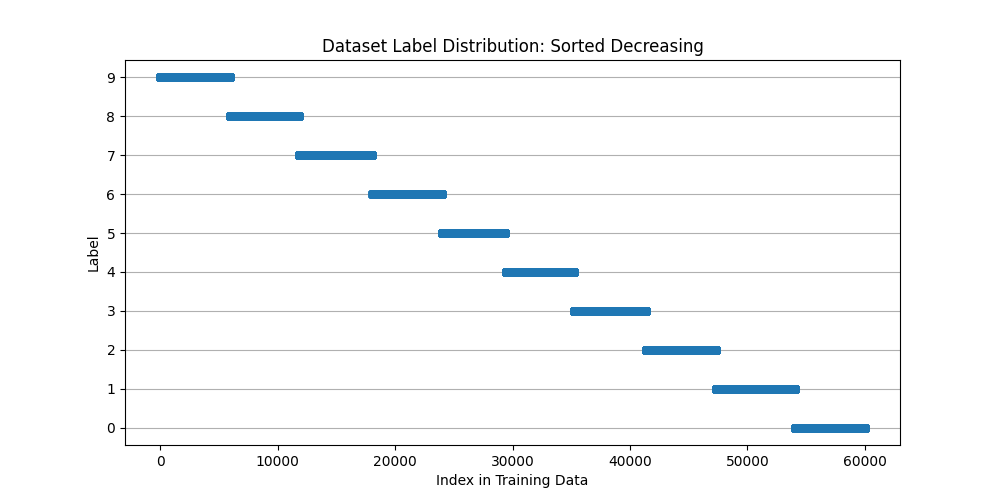 Dataset Label Distribution: Sorted Decreasing
9
8
7
6
5
4
3
2
1
0
Label
0 10000 20000 30000 40000 50000 60000
Index in Training Data